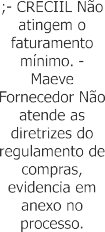 ;- CRECIIL Não
atingem o
faturamento
mínimo. -
Maeve
Fornecedor Não
atende as
diretrizes do
regulamento de
compras,
evidencia em
anexo no
processo.